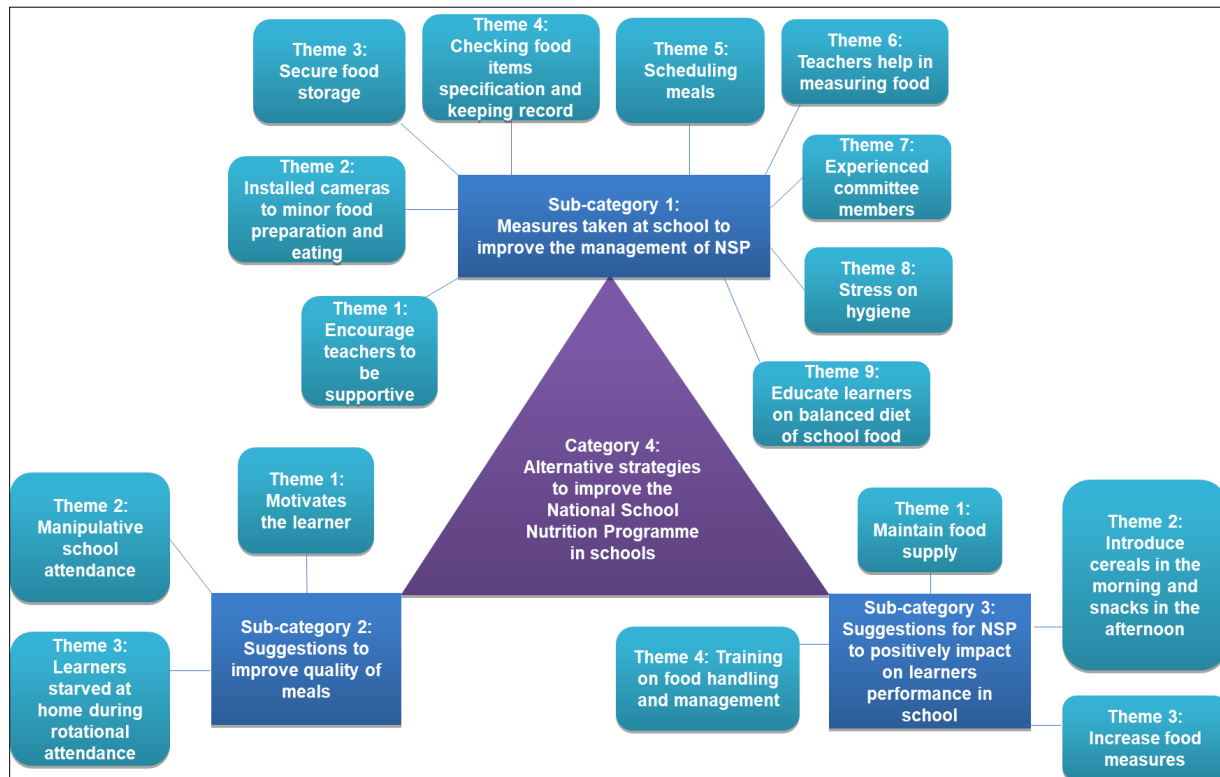 Theme 3:
Secure food
storage
Theme 4:
Checking food
items
specification and
keeping record
Theme 5:
Scheduling
meals
Theme 6:
Teachers help in
measuring food
Theme 2:
Installed cameras
to minor food
preparation and
eating
Sub-category 1:
Measures taken at school to
improve the management of NSP
Theme 7:
Experienced
committee
members
Theme 8:
Stress on
hygiene
Theme 1:
Encourage
teachers to
be
supportive
Theme 9:
Educate learners
on balanced diet
of school food
Category 4:
Alternative strategies
to improve the
National School
Nutrition Programme
in schools
Theme 1:
Motivates
the learner
Theme 2:
Manipulative
school
attendance
Theme 3:
Learners
starved at
home during
rotational
attendance
Sub-category 2:
Suggestions to
improve quality of
meals
Theme 1:
Maintain food
supply
Theme 2:
Introduce
cereals in the
morning and
snacks in the
afternoon
Sub-category 3:
Suggestions for NSP
to positively impact
on learners
performance in
school
Theme 4: Training
on food handling
and management
Theme 3:
Increase food
measures